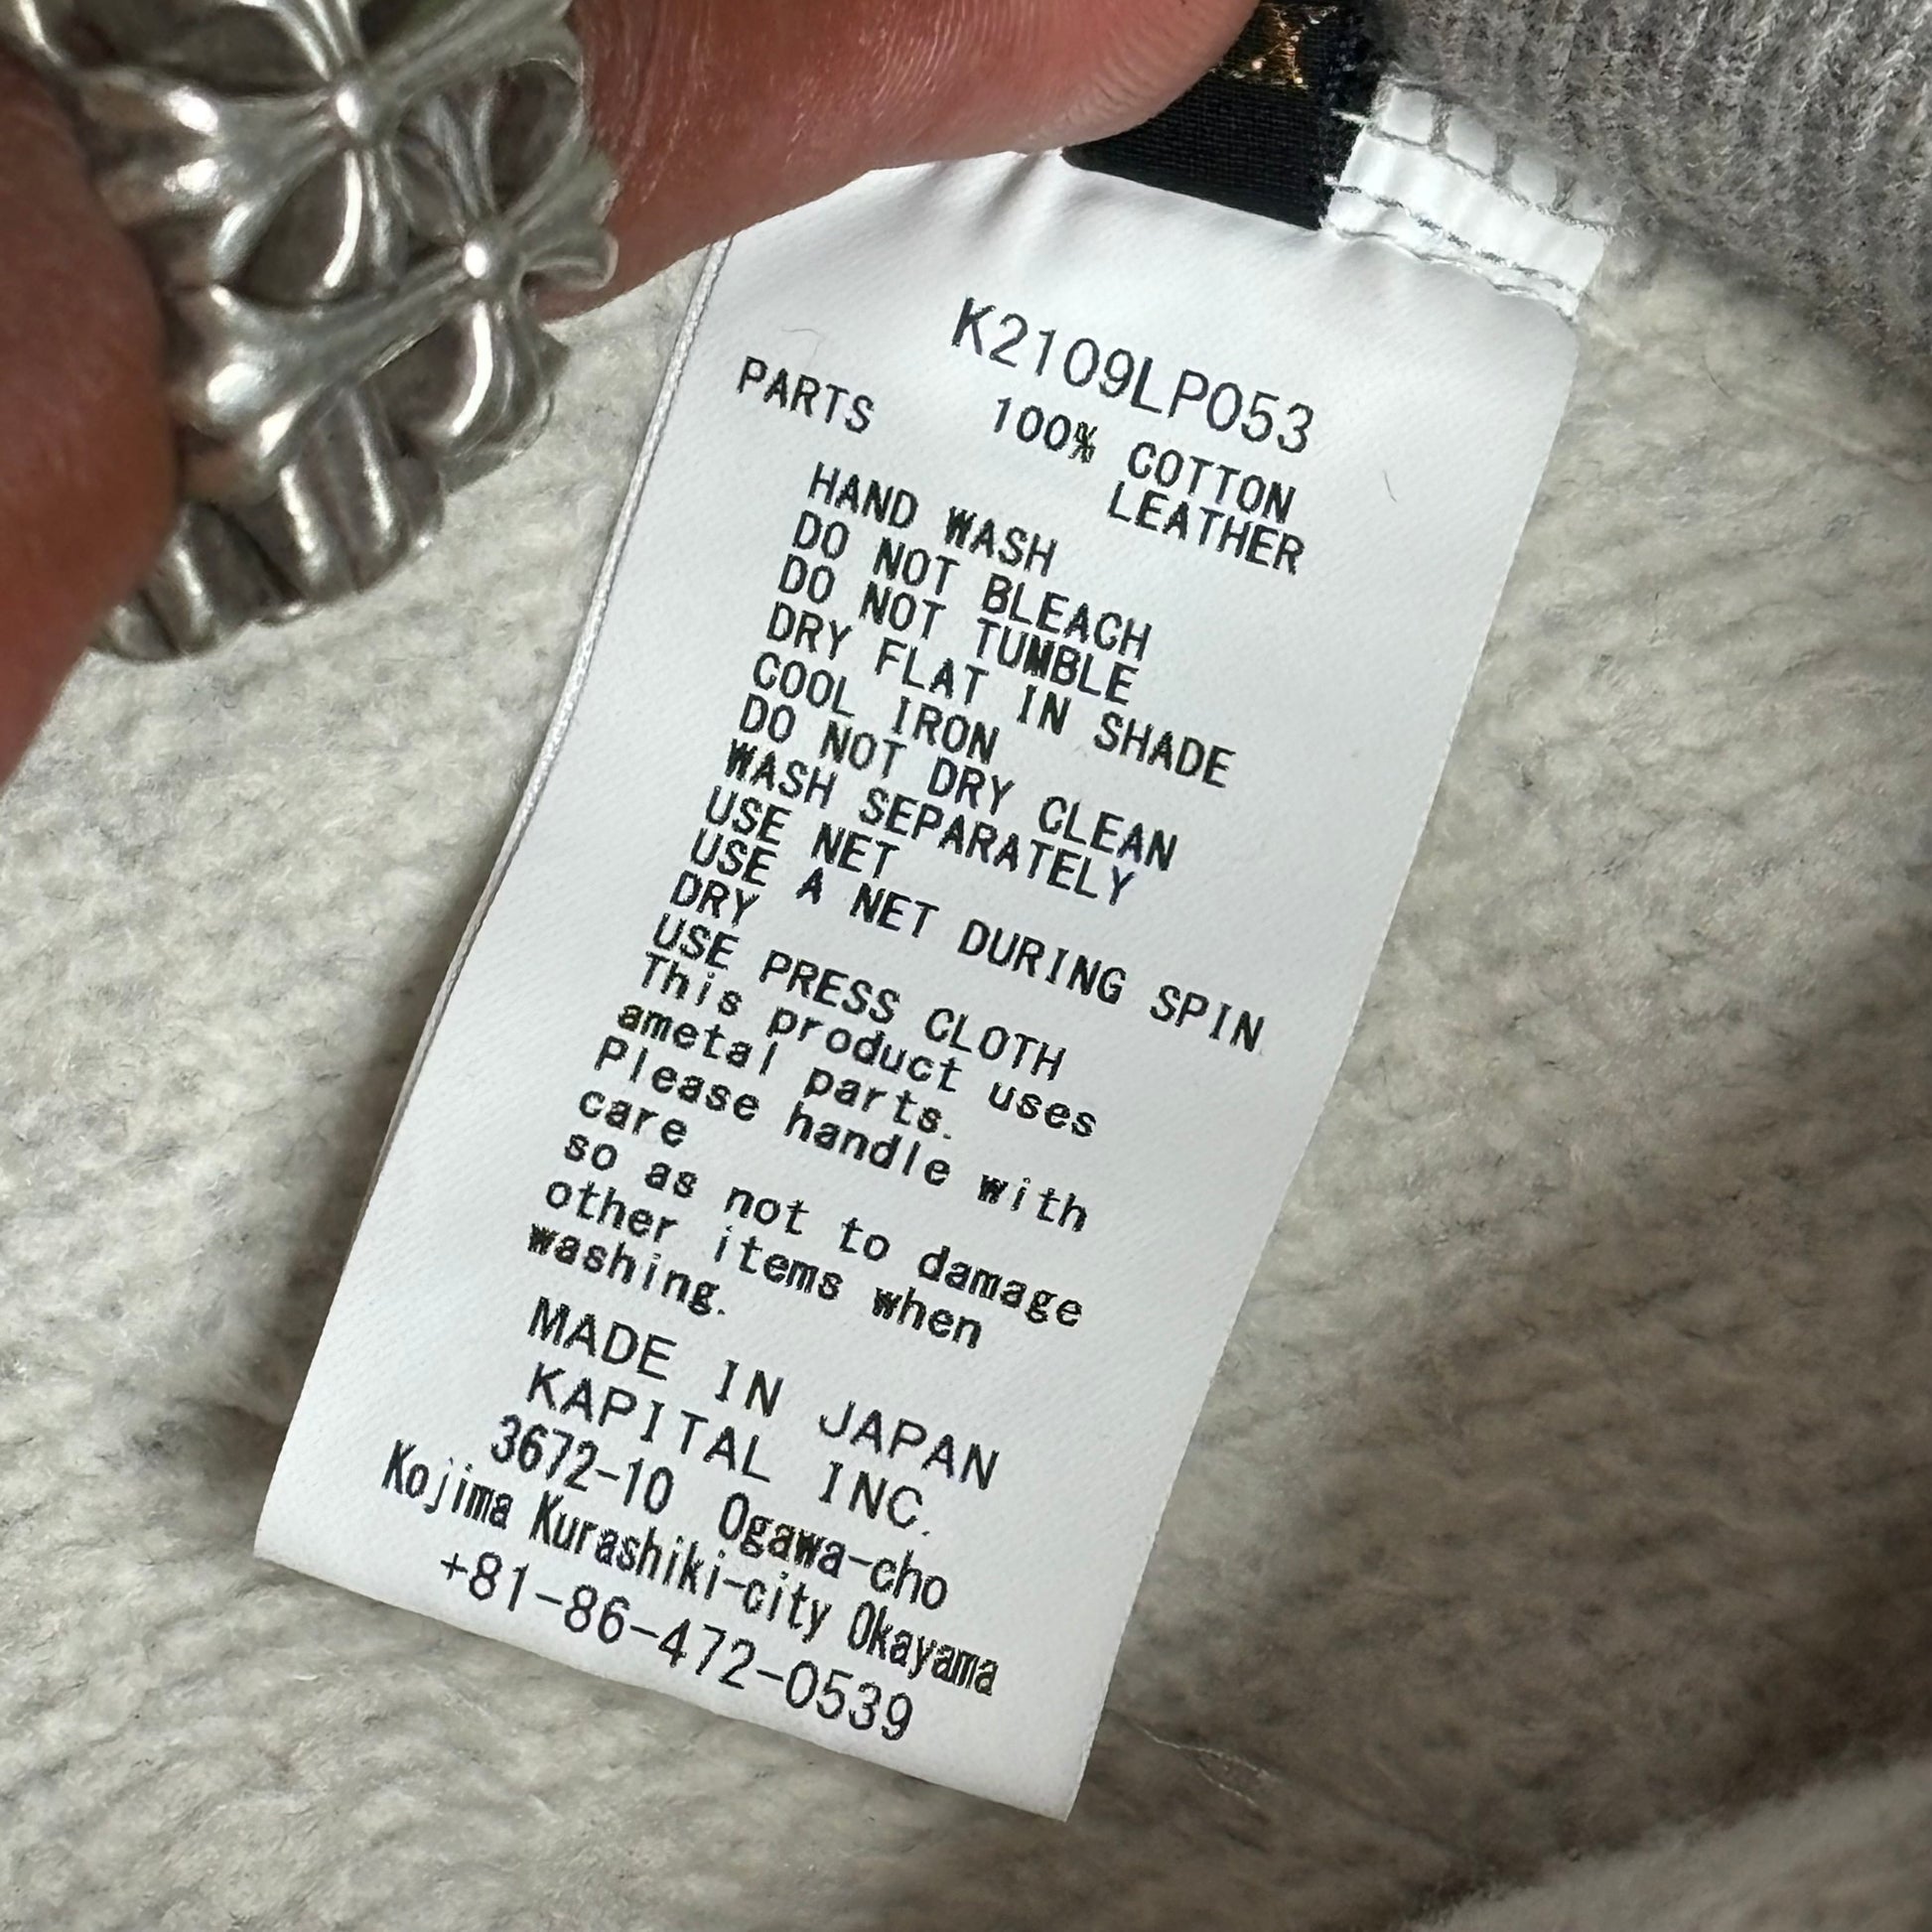 K2109LP053
100% COTTON
PARTS LEATHER
HAND WASH
DO NOT BLEACH
DO NOT TUMBLE
DRY FLAT IN SHADE
COOL IRON
DO NOT DRY CLEAN
WASH SEPARATELY
USE NET
USE A NET DURING SPIN
DRY
USE PRESS CLOTH
This product uses
ametal parts.
Please handle with
care
so as not to damage
other items when
washing.
MADE IN JAPAN
KAPITAL INC.
3672-10 Ogawa-cho
Kojima Kurashiki-city Okayama
+81-86-472-0539